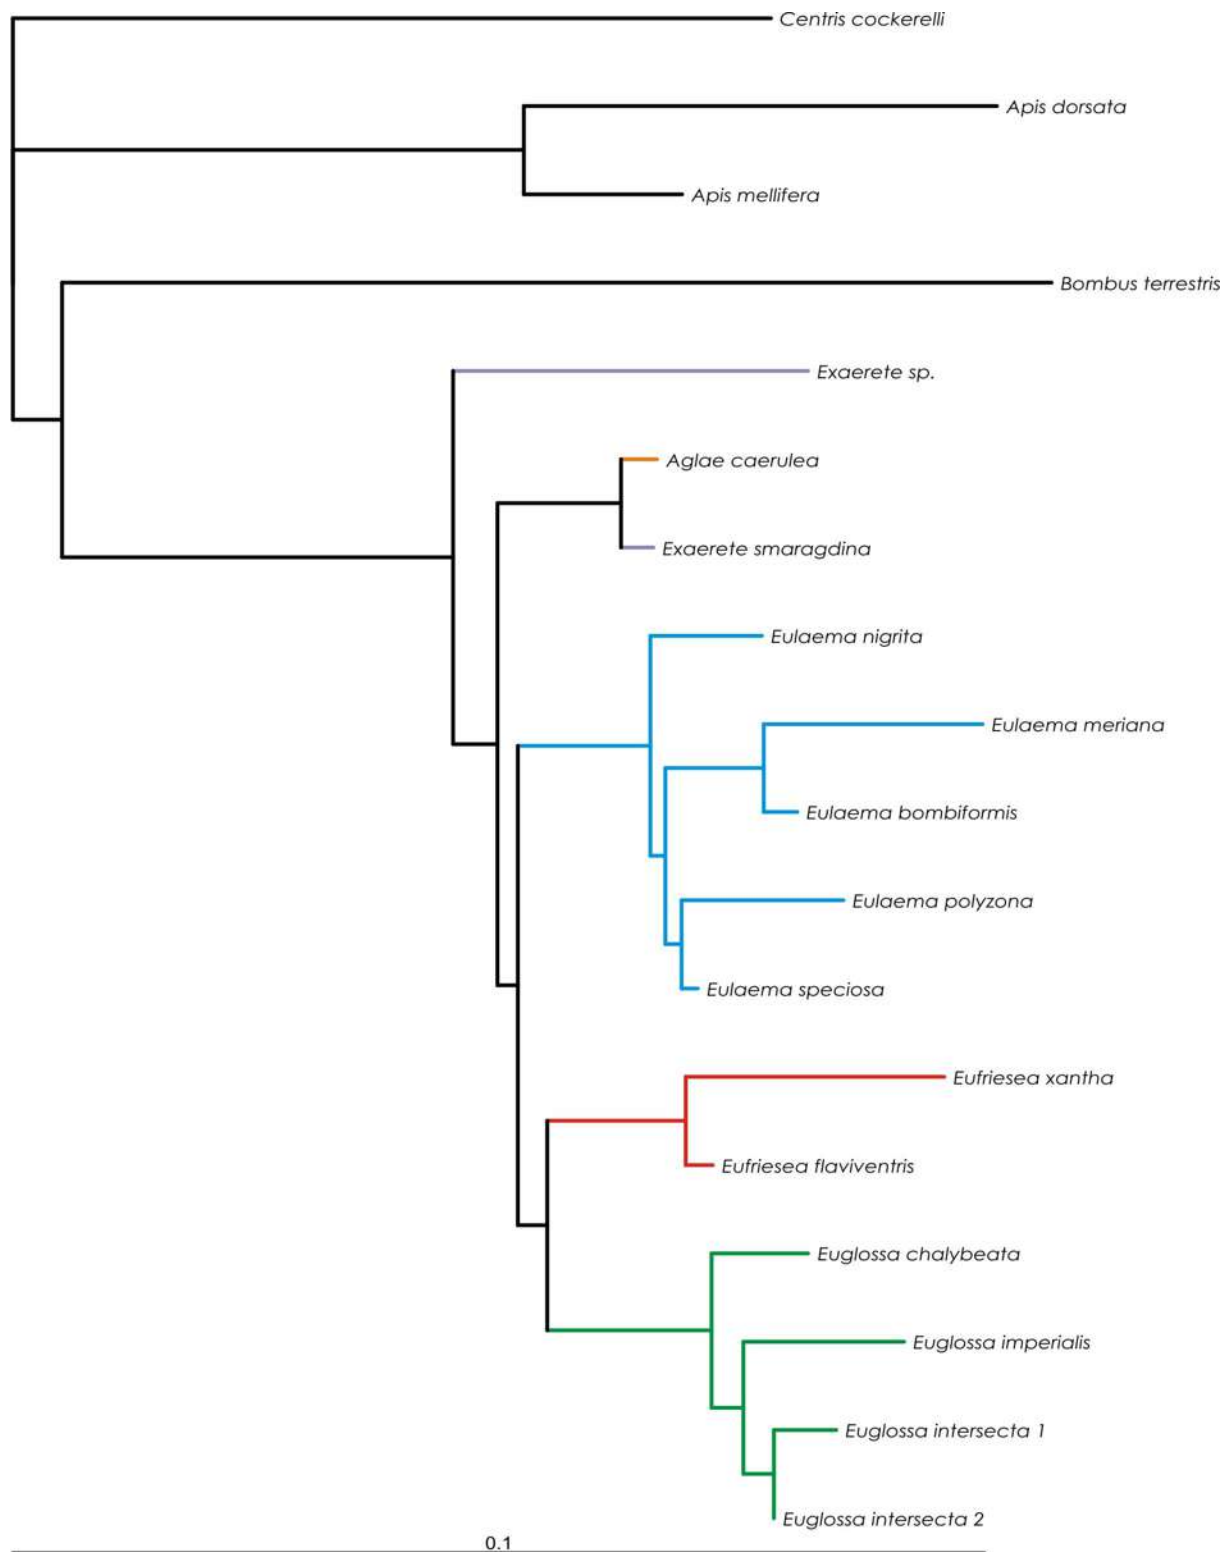 Centris cockerelli
Apis dorsata
Apis mellifera
Bombus terrestris
Exaerete sp.
Aglae caerulea
Exaerete smaragdina
Eulaema nigrita
Eulaema meriana
Eulaema bombiformis
Eulaema polyzona
Eulaema speciosa
Eufriesea xantha
Eufriesea flaviventris
Euglossa chalybeata
Euglossa imperialis
Euglossa intersecta 1
Euglossa intersecta 2
0.1